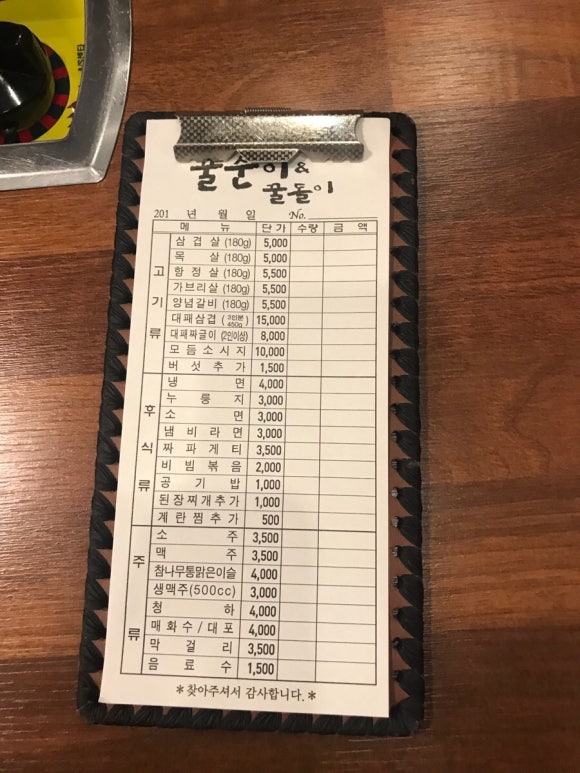 꿀순이&
꿀돌이
201 년 월 일 No.
메 뉴 단 가 수량 금 액
고기류
삼 겹 살 (180g) 5,000
목 살 (180g) 5,000
항 정 살 (180g) 5,500
가브리살 (180g) 5,500
양념갈비 (180g) 5,500
대패삼겹 (3인분 450g) 15,000
대패짜글이 (2인이상) 8,000
모 듬 소 시 지 10,000
버 섯 추 가 1,500
후식류
냉 면 4,000
누 룽 지 3,000
소 면 3,000
냄 비 라 면 3,000
짜 파 게 티 3,500
비 빔 볶 음 2,000
공 기 밥 1,000
된장찌개추가 1,000
계 란 찜 추 가 500
주류
소 주 3,500
맥 주 3,500
참나무통맑은이슬 4,000
생맥주(500cc) 3,000
청 하 4,000
매 화 수 / 대 포 4,000
막 걸 리 3,500
음 료 수 1,500
*찾아주셔서 감사합니다.*